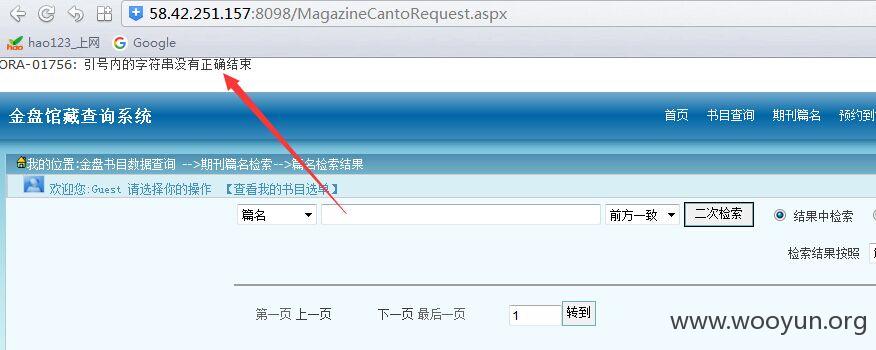 58.42.251.157:8098/MagazineCantoRequest.aspx
hao123_上网 Google
ORA-01756: 引号内的字符串没有正确结束
金盘馆藏查询系统 首页 书目查询 期刊篇名
我的位置:金盘书目数据查询 -->期刊篇名检索-->篇名检索结果
欢迎您:Guest 请选择你的操作 【查看我的书目选单】
篇名 前方一致 二次检索 结果中检索
检索结果按照
第一页 上一页 下一页 最后一页 1 转到
www.wooyun.org